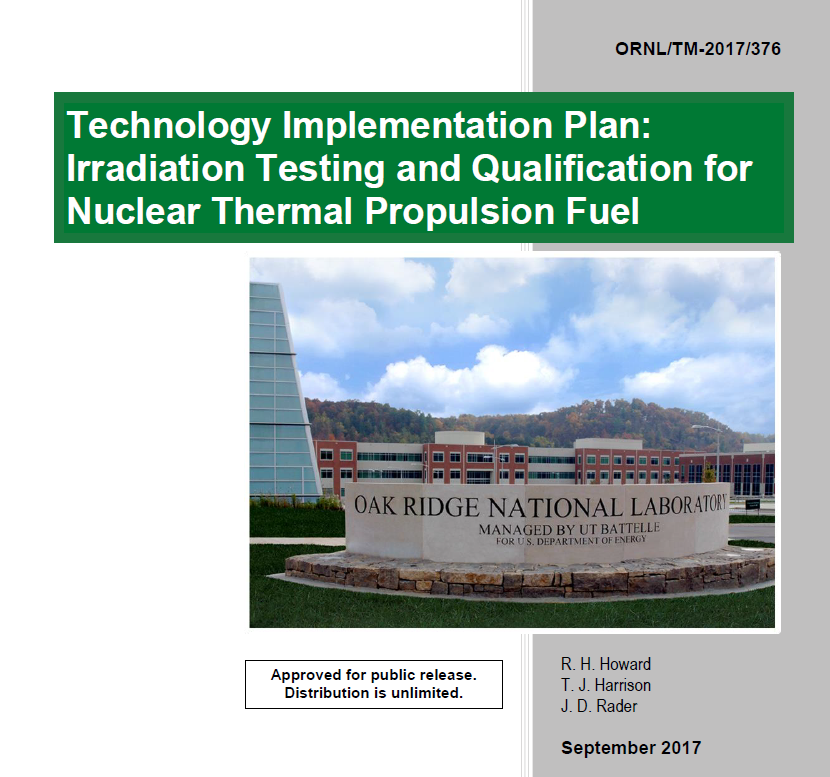 ORNL/TM-2017/376
Technology Implementation Plan:
Irradiation Testing and Qualification for
Nuclear Thermal Propulsion Fuel
OAK RIDGE NATIONAL LABORATORY
MANAGED BY UT BATTELLE
FOR U.S. DEPARTMENT OF ENERGY
Approved for public release.
Distribution is unlimited.
R. H. Howard
T. J. Harrison
J. D. Rader
September 2017